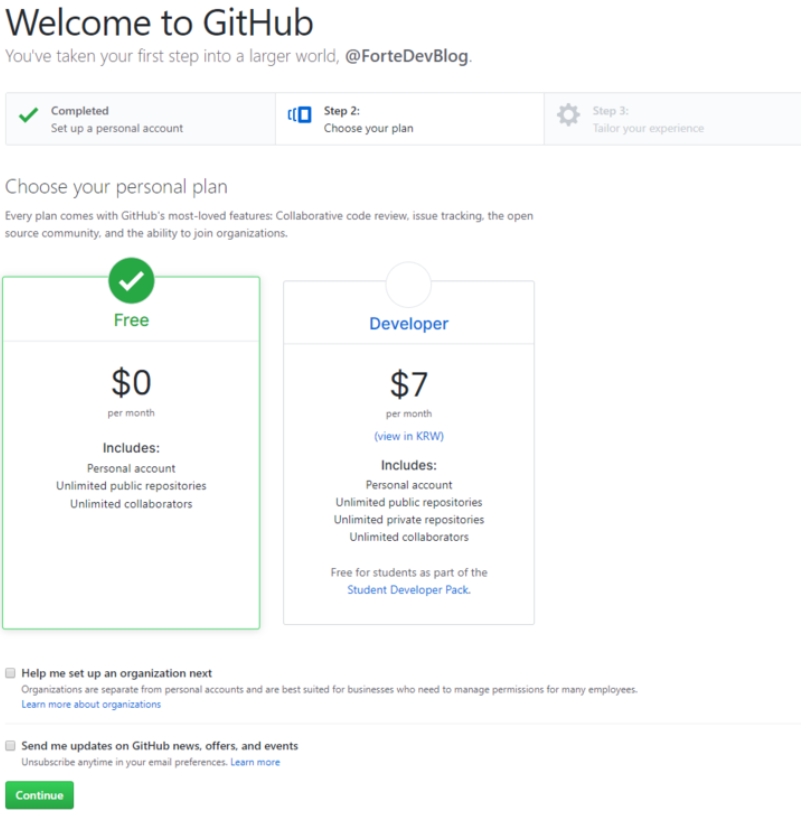 Welcome to GitHub
You've taken your first step into a larger world, @ForteDevBlog.
Completed
Set up a personal account
Step 2:
Choose your plan
Step 3:
Tailor your experience
Choose your personal plan
Every plan comes with GitHub's most-loved features: Collaborative code review, issue tracking, the open
source community, and the ability to join organizations.
Free
$0
per month
Includes:
Personal account
Unlimited public repositories
Unlimited collaborators
Developer
$7
per month
(view in KRW)
Includes:
Personal account
Unlimited public repositories
Unlimited private repositories
Unlimited collaborators
Free for students as part of the
Student Developer Pack.
Help me set up an organization next
Organizations are separate from personal accounts and are best suited for businesses who need to manage permissions for many employees.
Learn more about organizations
Send me updates on GitHub news, offers, and events
Unsubscribe anytime in your email preferences. Learn more
Continue